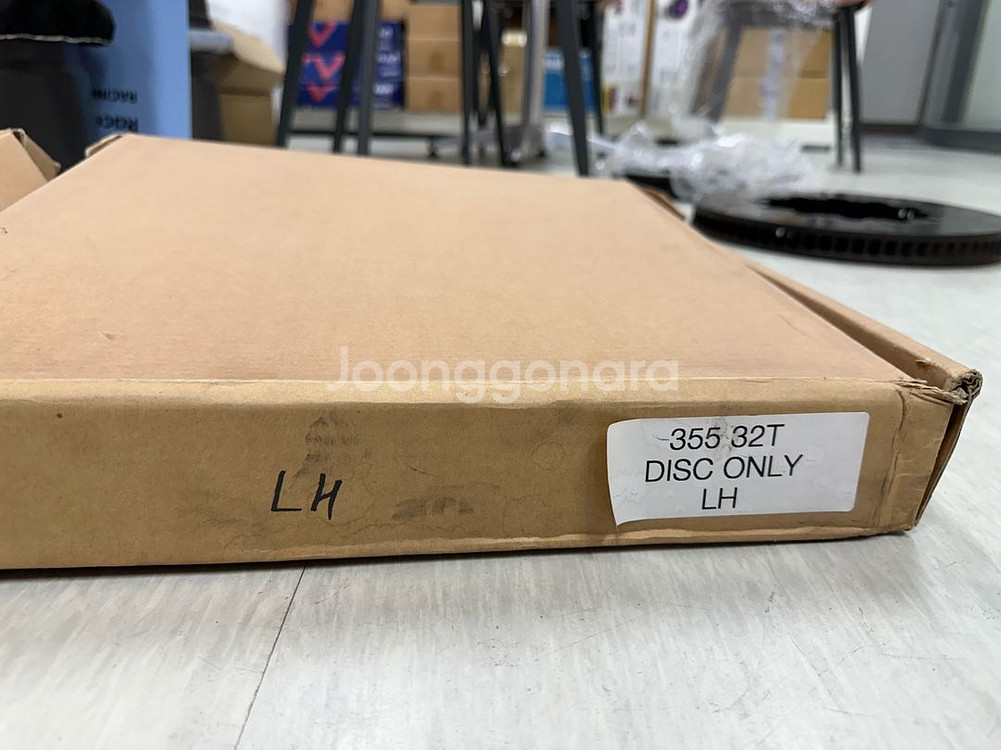 Joonggonara
LH
355 32T
DISC ONLY
LH